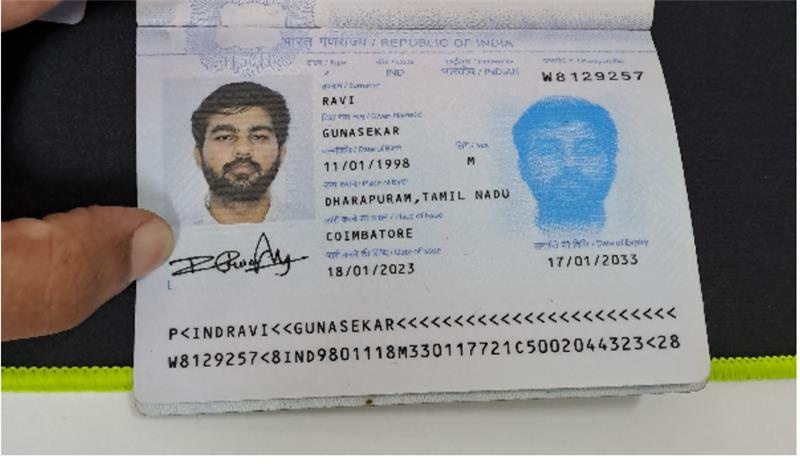 भारत गणराज्य / REPUBLIC OF INDIA
IND
भारतीय / INDIAN
W8129257
उपनाम / Surname
RAVI
दिया गया नाम / Given Name(s)
GUNASEKAR
जन्मतिथि / Date of Birth
लिंग / Sex
11/01/1998
M
जन्म स्थान / Place of Birth
DHARAPURAM,TAMIL NADU
जारी करने का स्थान / Place of Issue
COIMBATORE
जारी करने की तिथि / Date of Issue
समाप्ति की तिथि / Date of Expiry
18/01/2023
17/01/2033
P<INDRAVI<<GUNASEKAR<<<<<<<<<<<<<<<<<<<<<<<<
W8129257<8IND9801118M330117721C5002044323<28